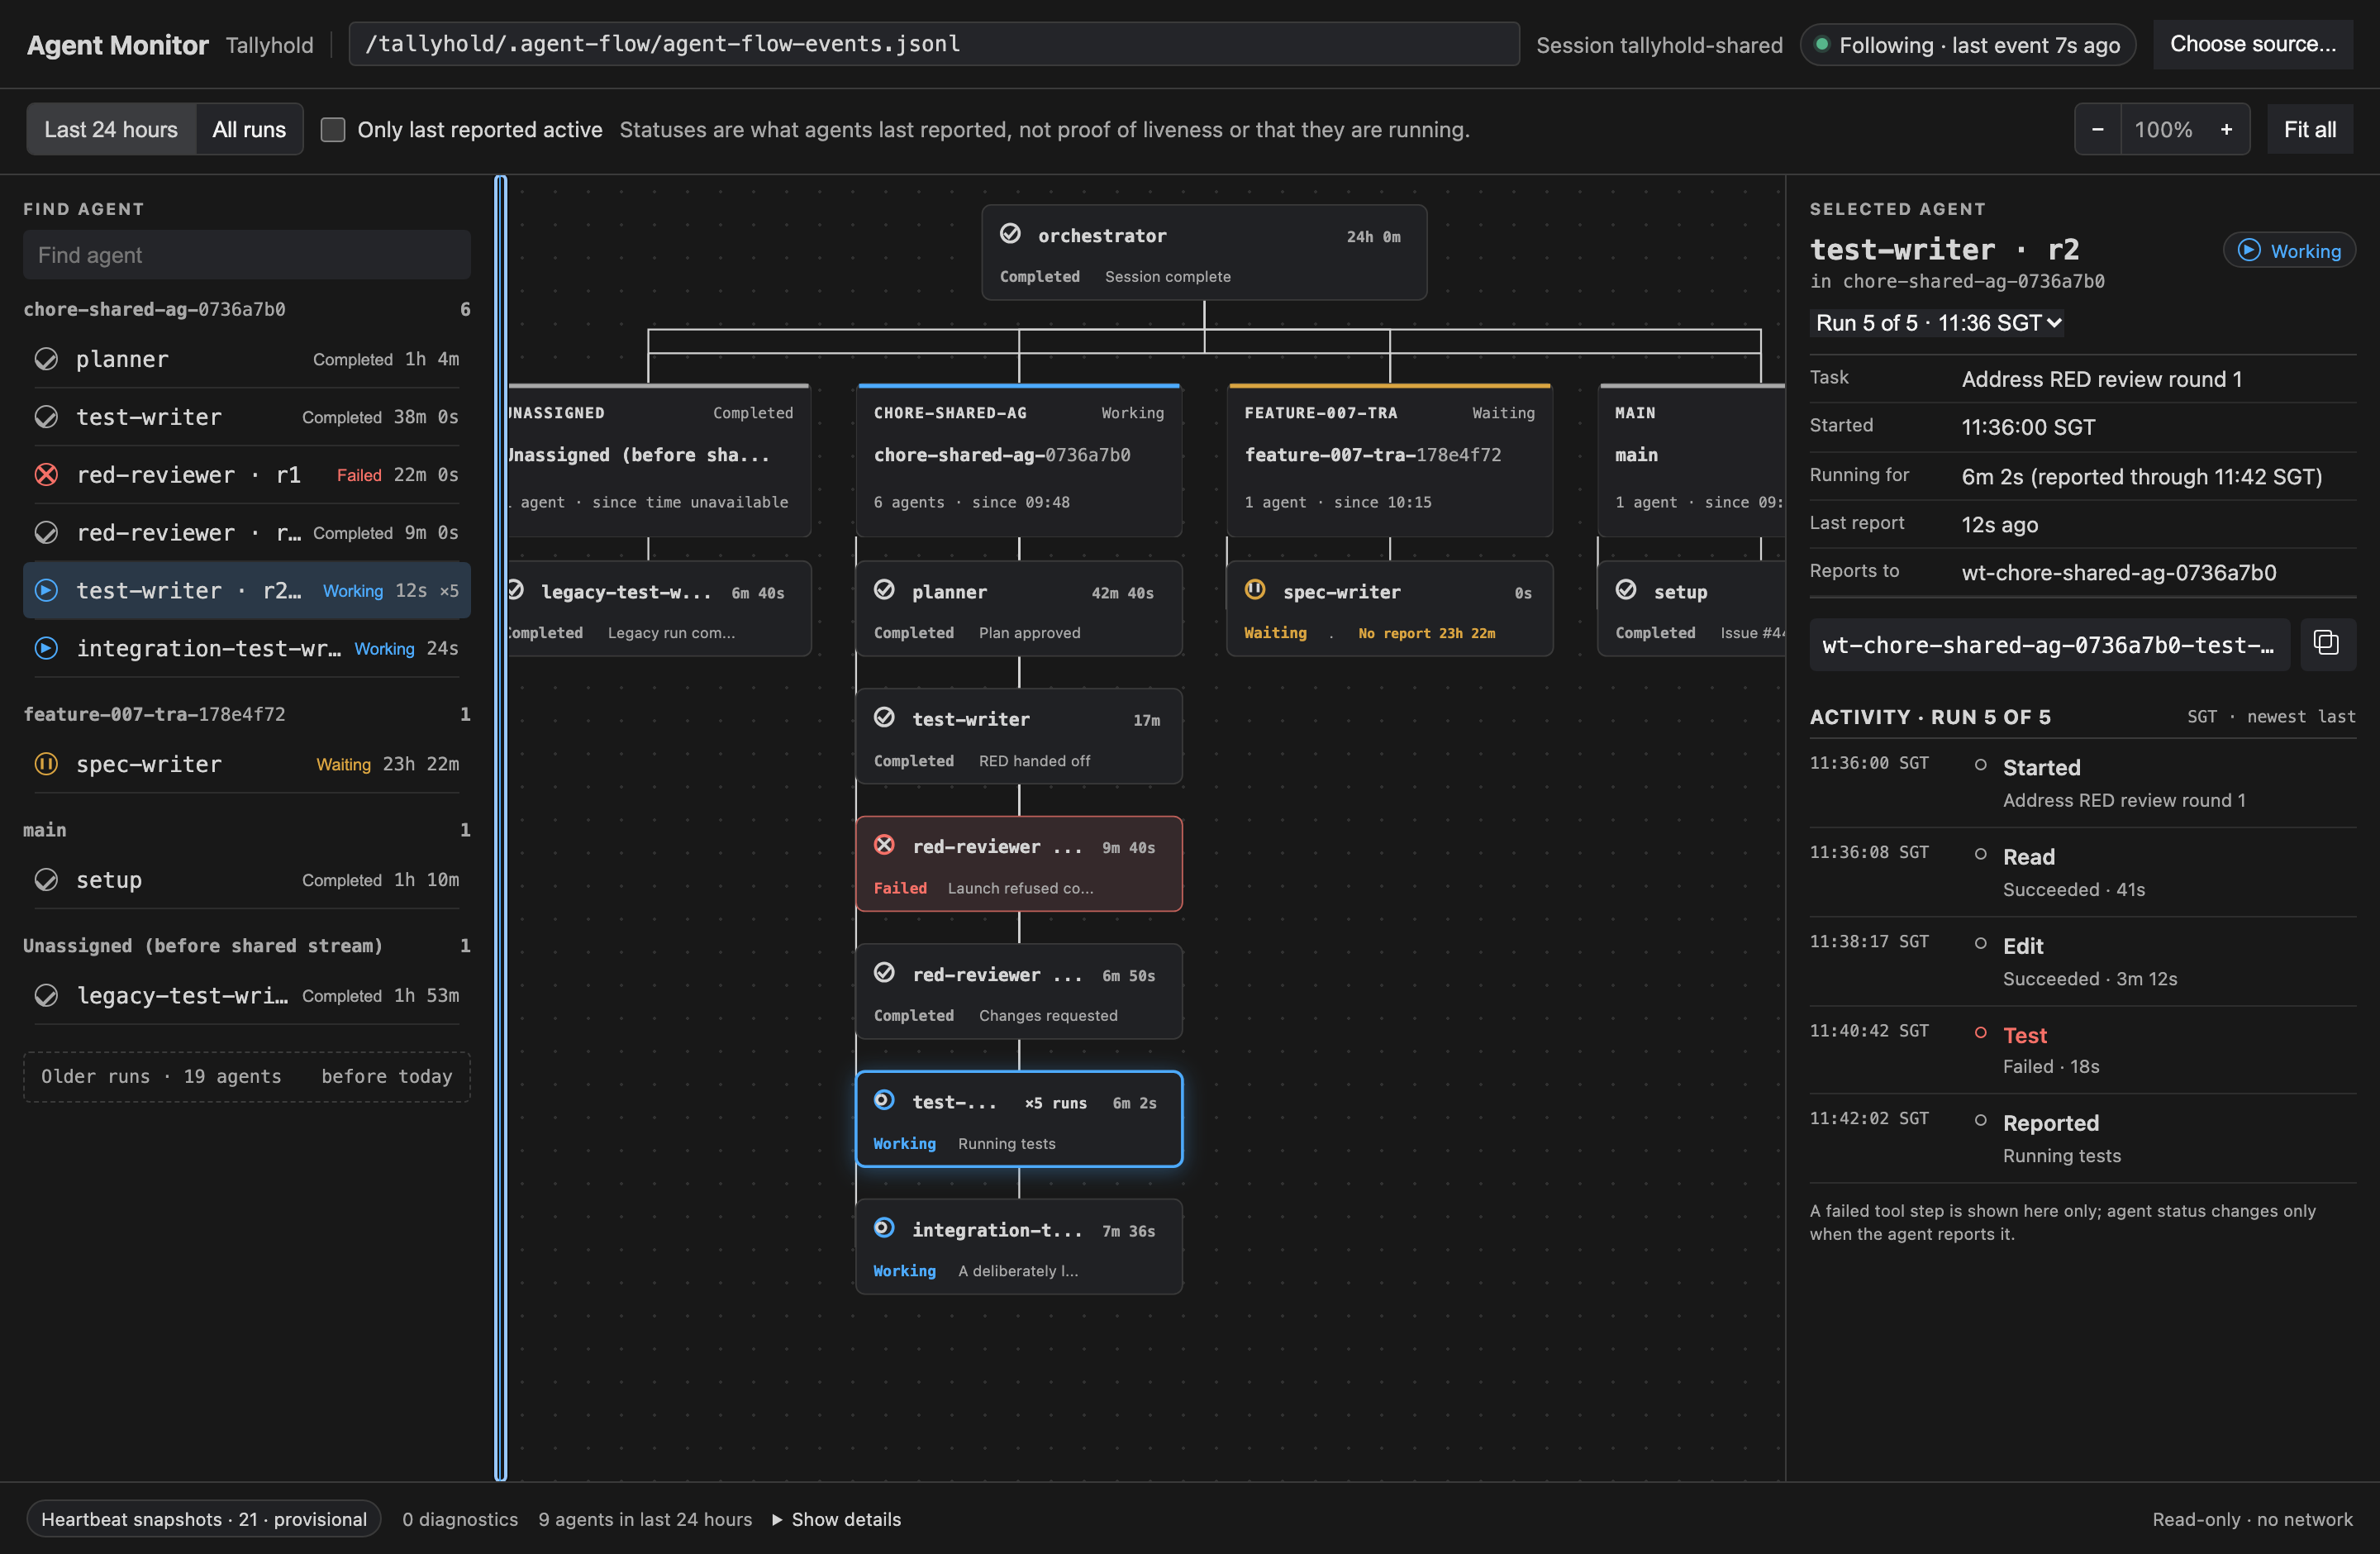 Agent Monitor Tallyhold /tallyhold/.agent-flow/agent-flow-events.jsonl Session tallyhold-shared Following · last event 7s ago Choose source...
Last 24 hours All runs Only last reported active Statuses are what agents last reported, not proof of liveness or that they are running. − 100% + Fit all
FIND AGENT
Find agent
chore-shared-ag-0736a7b0 6
planner Completed 1h 4m
test-writer Completed 38m 0s
red-reviewer · r1 Failed 22m 0s
red-reviewer · r… Completed 9m 0s
test-writer · r2… Working 12s ×5
integration-test-wr… Working 24s
feature-007-tra-178e4f72 1
spec-writer Waiting 23h 22m
main 1
setup Completed 1h 10m
Unassigned (before shared stream) 1
legacy-test-wri… Completed 1h 53m
Older runs · 19 agents before today
orchestrator 24h 0m
Completed Session complete
UNASSIGNED Completed
Unassigned (before sha...
agent · since time unavailable
legacy-test-w... 6m 40s
Completed Legacy run com...
CHORE-SHARED-AG Working
chore-shared-ag-0736a7b0
6 agents · since 09:48
planner 42m 40s
Completed Plan approved
test-writer 17m
Completed RED handed off
red-reviewer ... 9m 40s
Failed Launch refused co...
red-reviewer ... 6m 50s
Completed Changes requested
test-... ×5 runs 6m 2s
Working Running tests
integration-t... 7m 36s
Working A deliberately l...
FEATURE-007-TRA Waiting
feature-007-tra-178e4f72
1 agent · since 10:15
spec-writer 0s
Waiting . No report 23h 22m
MAIN
main
1 agent · since 09:
setup
Completed Issue #44
SELECTED AGENT
test-writer · r2 Working
in chore-shared-ag-0736a7b0
Run 5 of 5 · 11:36 SGT
Task Address RED review round 1
Started 11:36:00 SGT
Running for 6m 2s (reported through 11:42 SGT)
Last report 12s ago
Reports to wt-chore-shared-ag-0736a7b0
wt-chore-shared-ag-0736a7b0-test-…
ACTIVITY · RUN 5 OF 5 SGT · newest last
11:36:00 SGT Started
Address RED review round 1
11:36:08 SGT Read
Succeeded · 41s
11:38:17 SGT Edit
Succeeded · 3m 12s
11:40:42 SGT Test
Failed · 18s
11:42:02 SGT Reported
Running tests
A failed tool step is shown here only; agent status changes only
when the agent reports it.
Heartbeat snapshots · 21 · provisional 0 diagnostics 9 agents in last 24 hours Show details Read-only · no network